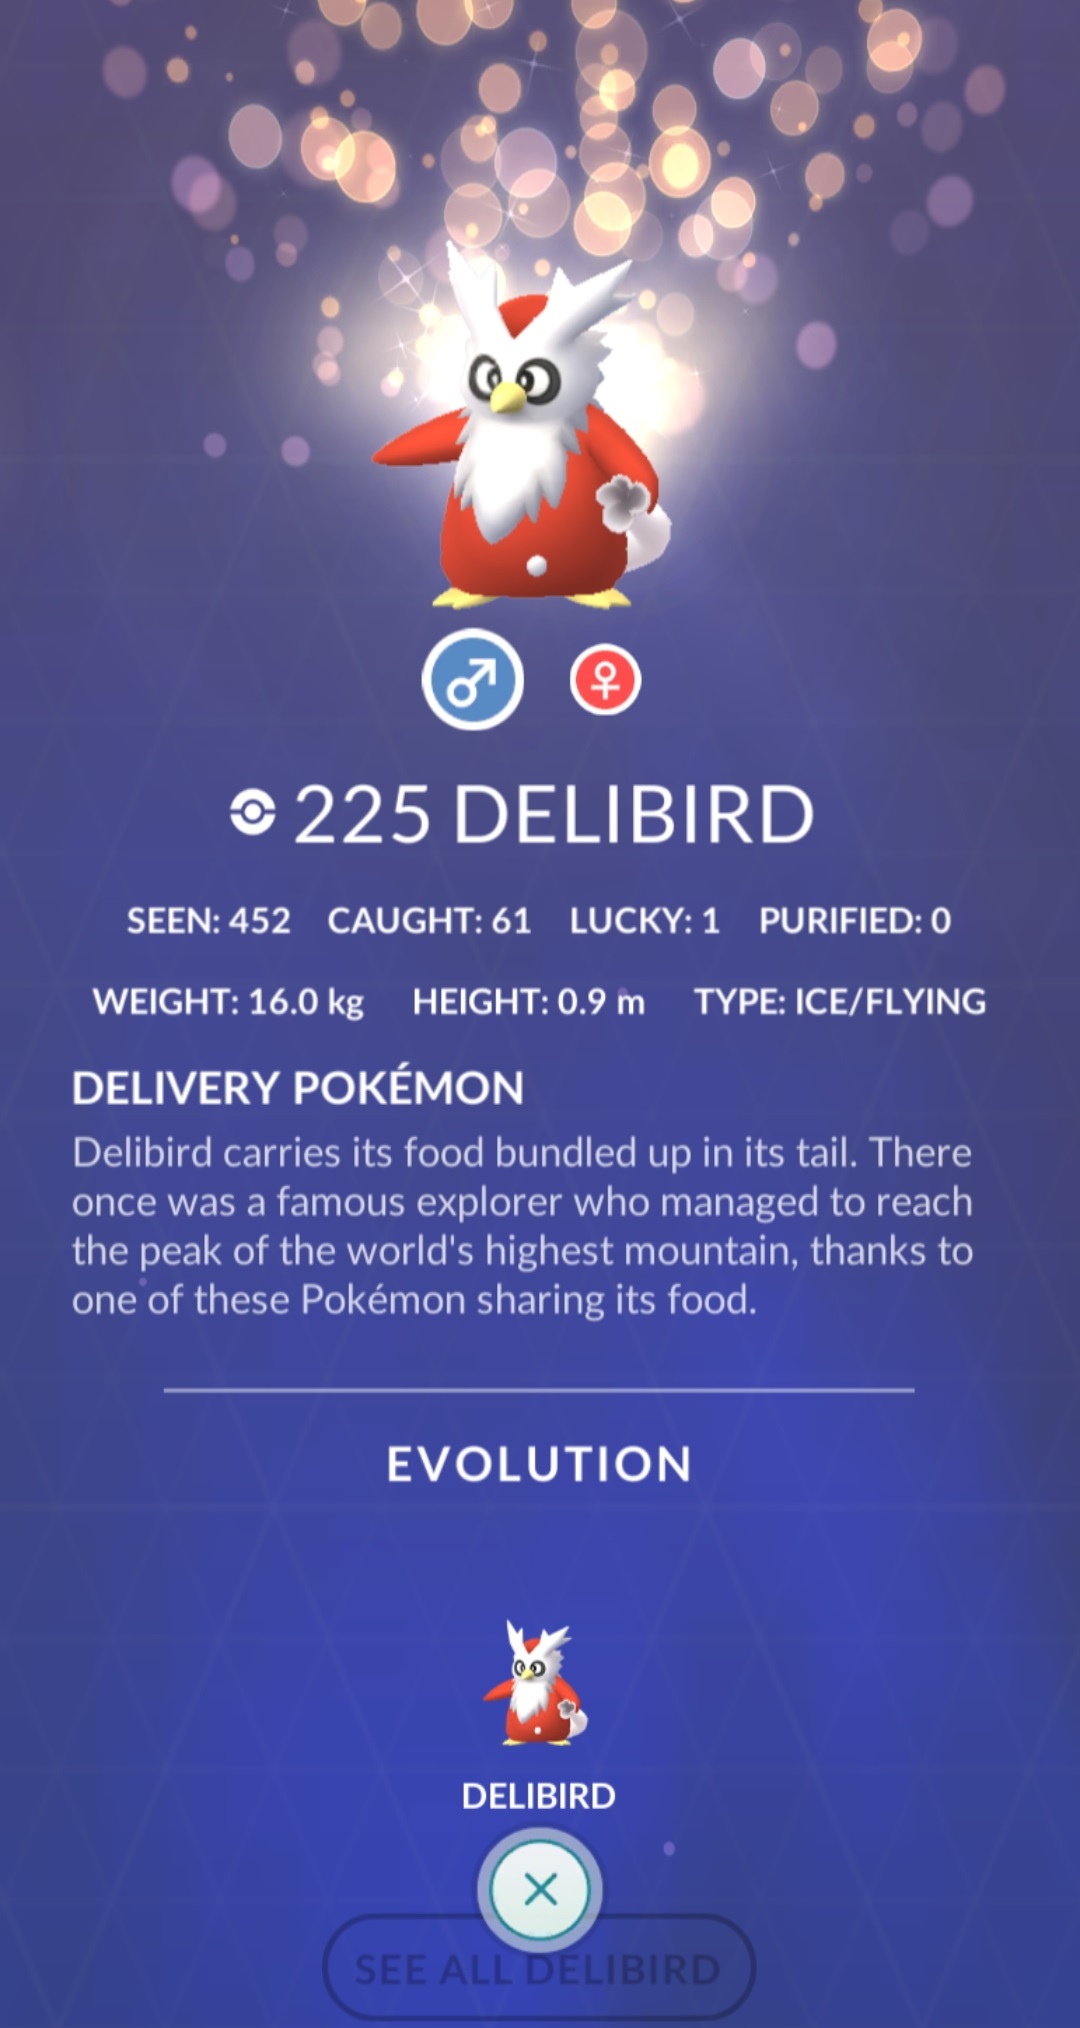 225 DELIBIRD
SEEN: 452 CAUGHT: 61 LUCKY: 1 PURIFIED: 0
WEIGHT: 16.0 kg HEIGHT: 0.9 m TYPE: ICE/FLYING
DELIVERY POKÉMON
Delibird carries its food bundled up in its tail. There
once was a famous explorer who managed to reach
the peak of the world's highest mountain, thanks to
one of these Pokémon sharing its food.
EVOLUTION
DELIBIRD
SEE ALL DELIBIRD